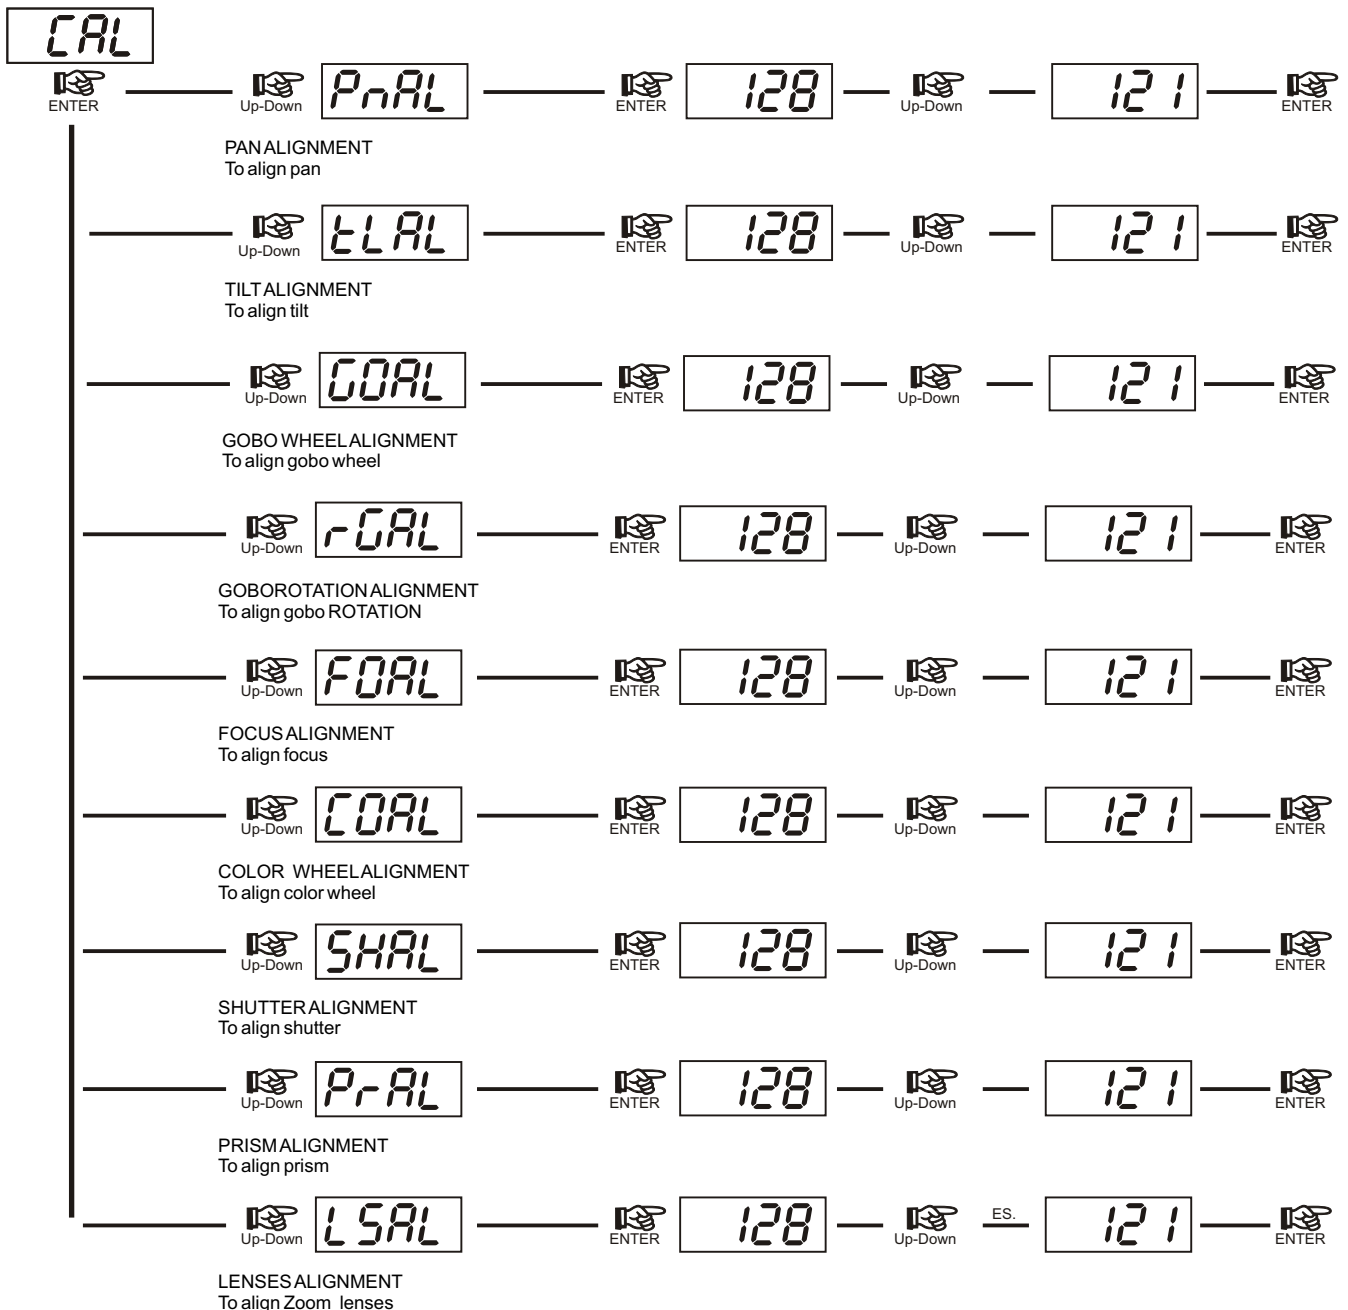 CAL
ENTER
Up-Down PnAL ENTER 128 Up-Down 121 ENTER
PAN ALIGNMENT
To align pan
Up-Down tLAL ENTER 128 Up-Down 121 ENTER
TILT ALIGNMENT
To align tilt
Up-Down GOAL ENTER 128 Up-Down 121 ENTER
GOBO WHEEL ALIGNMENT
To align gobo wheel
Up-Down rGAL ENTER 128 Up-Down 121 ENTER
GOBOROTATION ALIGNMENT
To align gobo ROTATION
Up-Down FOAL ENTER 128 Up-Down 121 ENTER
FOCUS ALIGNMENT
To align focus
Up-Down COAL ENTER 128 Up-Down 121 ENTER
COLOR WHEEL ALIGNMENT
To align color wheel
Up-Down SHAL ENTER 128 Up-Down 121 ENTER
SHUTTER ALIGNMENT
To align shutter
Up-Down PrAL ENTER 128 Up-Down 121 ENTER
PRISM ALIGNMENT
To align prism
Up-Down LSAL ENTER 128 Up-Down ES. 121 ENTER
LENSES ALIGNMENT
To align Zoom lenses